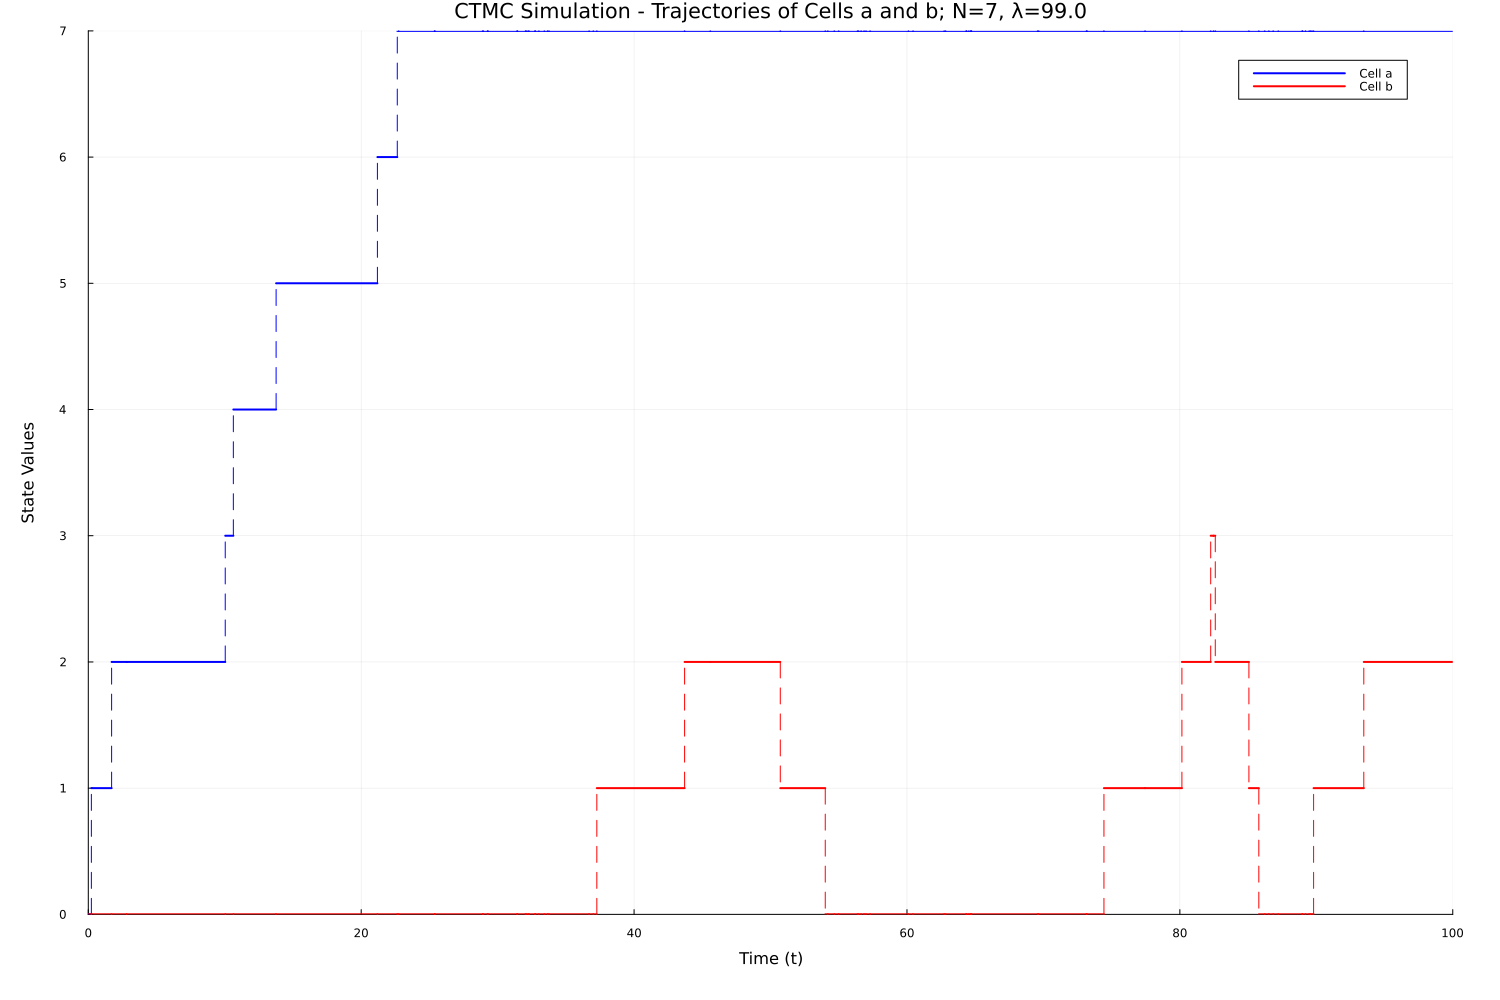 CTMC Simulation - Trajectories of Cells a and b; N=7, λ=99.0
7
6
5
4
3
2
1
0
State Values
Cell a
Cell b
0 20 40 60 80 100
Time (t)